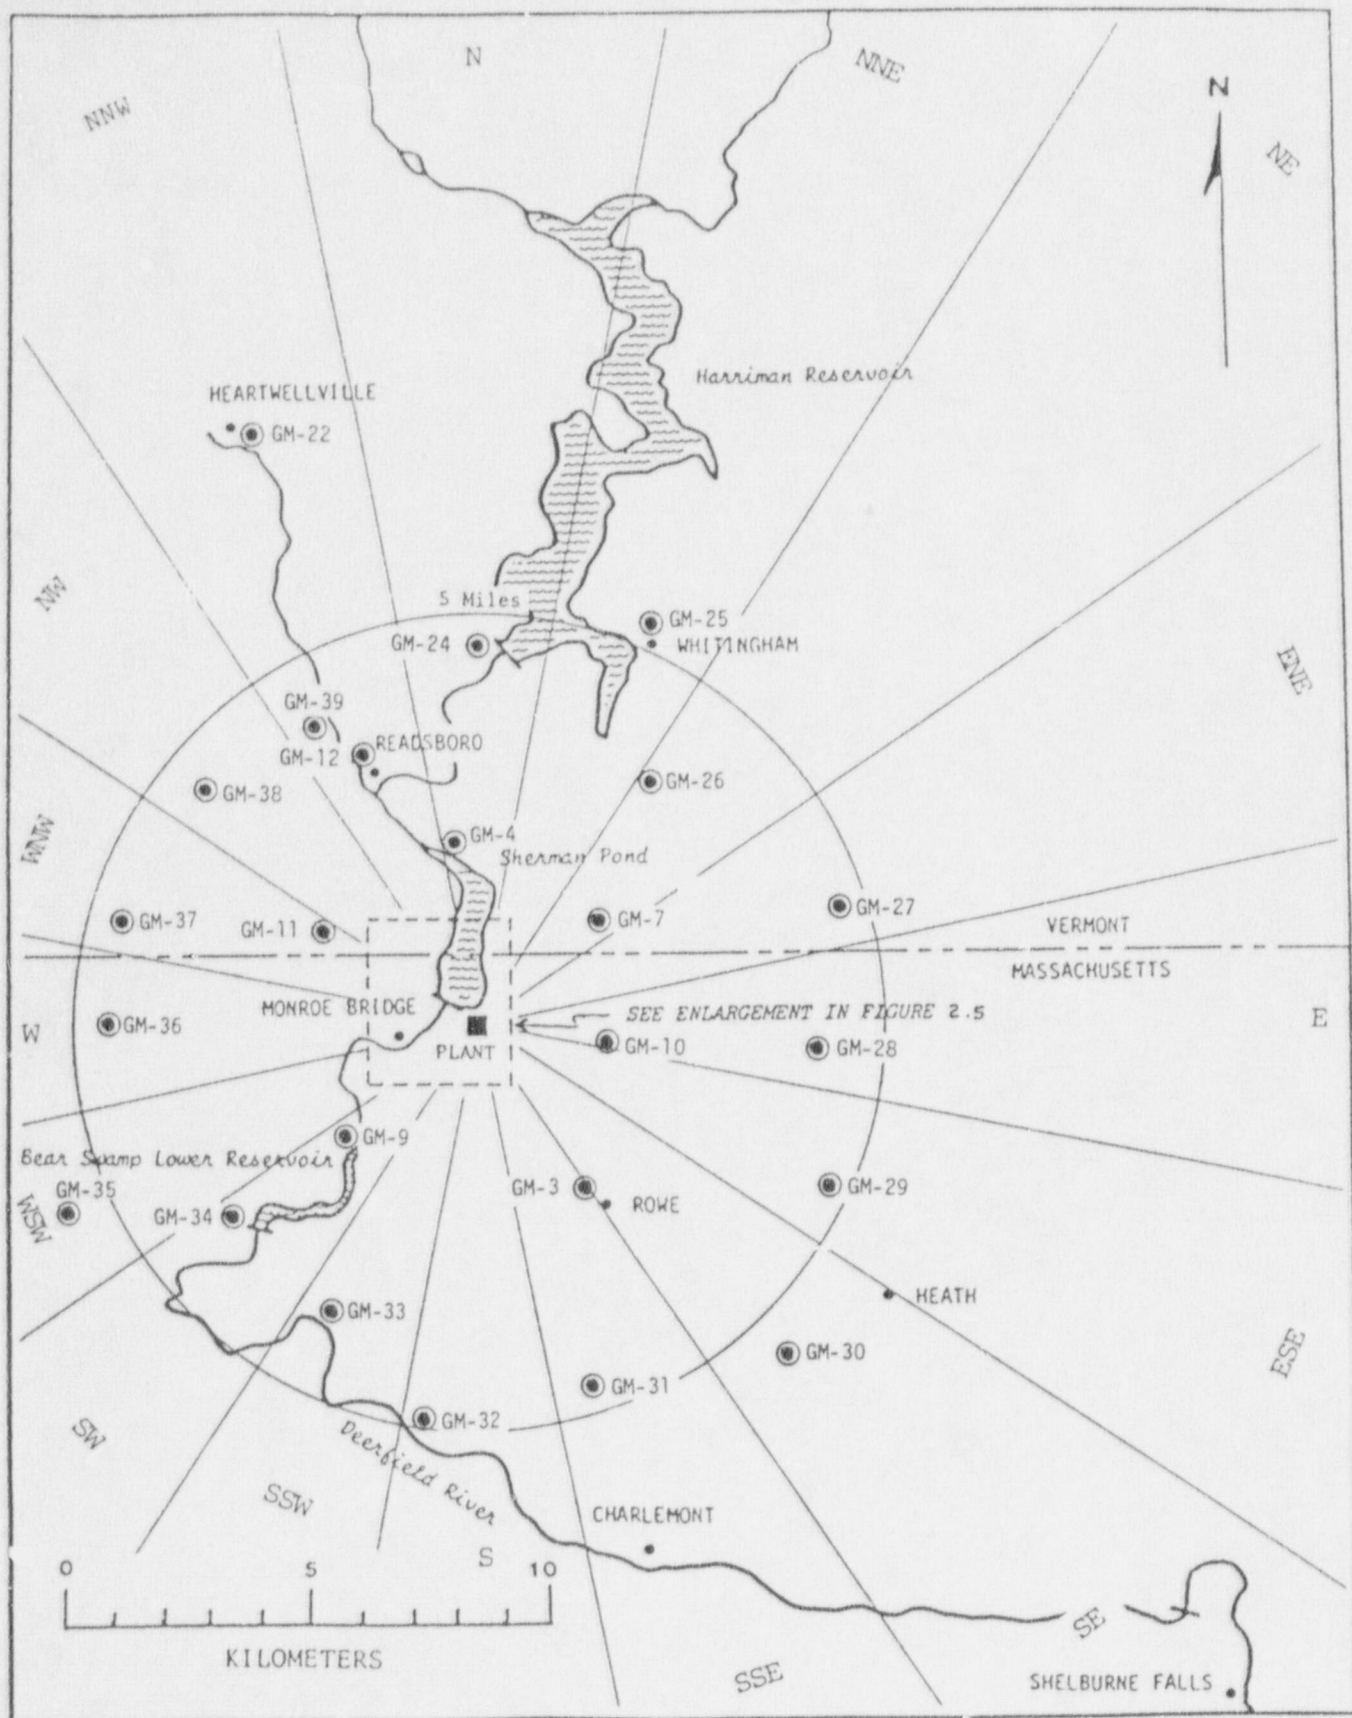 N
NNE
NNW
N
NE
Harriman Reservoir
HEARTWELLVILLE
GM-22
NW
5 Miles
GM-25
GM-24
WHITINGHAM
ENE
GM-39
READSBORO
GM-12
GM-26
GM-38
GM-4
Sherman Pond
WNW
GM-37
GM-11
GM-7
GM-27
VERMONT
MASSACHUSETTS
MONROE BRIDGE
SEE ENLARGEMENT IN FIGURE 2.5
W
GM-36
E
PLANT
GM-10
GM-28
GM-9
Bear Swamp Lower Reservoir
GM-35
GM-3
GM-29
WSW
GM-34
ROWE
HEATH
GM-33
GM-30
ESE
GM-31
GM-32
SW
Deerfield River
SSW
CHARLEMONT
S
0 5 10
KILOMETERS
SE
SSE
SHELBURNE FALLS